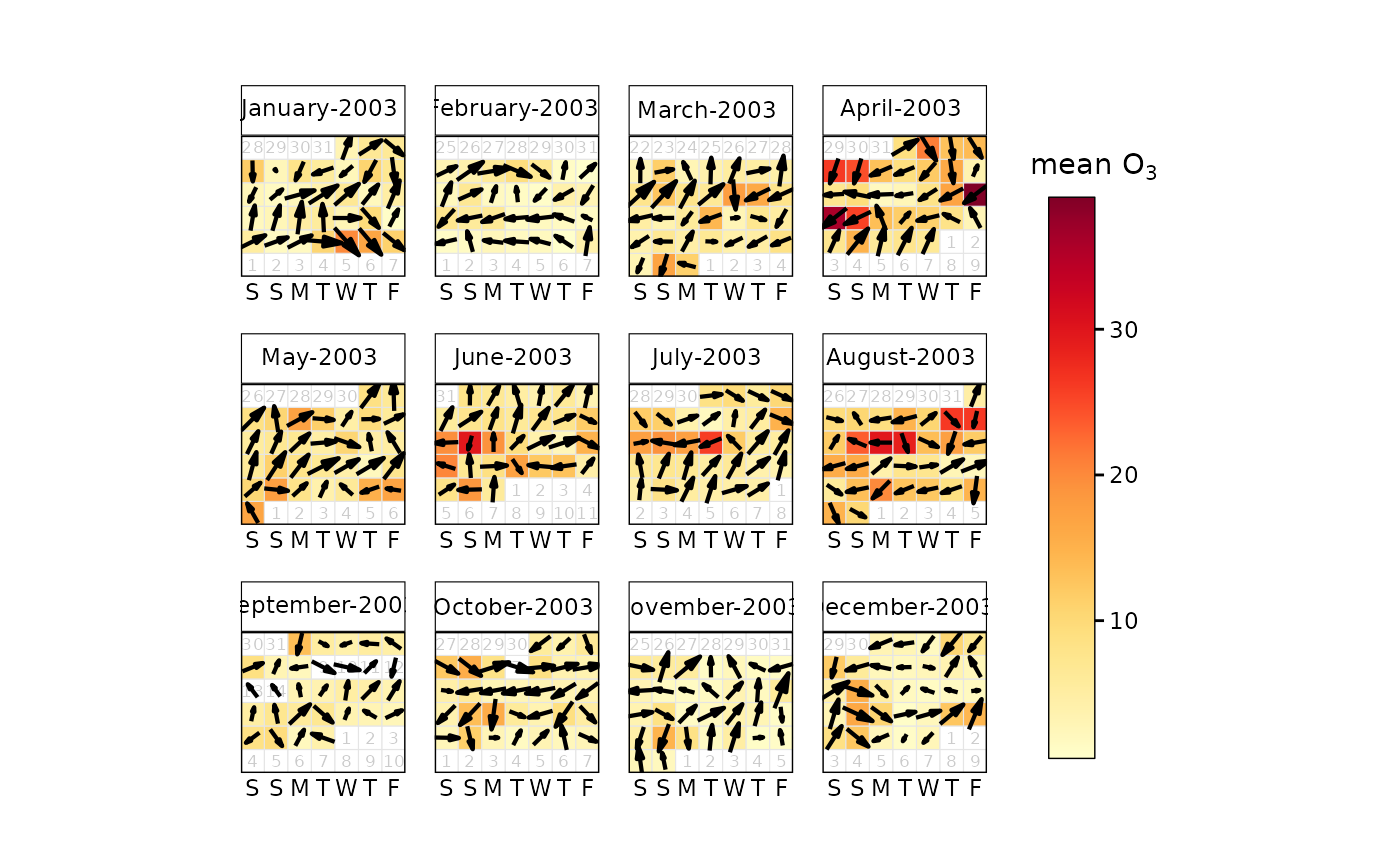 January-2003 February-2003 March-2003 April-2003
mean O3
28 29 30 31 25 26 27 28 29 30 31 22 23 24 25 26 27 28 29 30 31
30
1 2
1 2 3 4 5 6 7 1 2 3 4 5 6 7 1 2 3 4 3 4 5 6 7 8 9
S S M T W T F S S M T W T F S S M T W T F S S M T W T F
May-2003 June-2003 July-2003 August-2003
26 27 28 29 30 31 28 29 30 26 27 28 29 30 31
20
1 2 3 4 1
1 2 3 4 5 6 5 6 7 8 9 10 11 2 3 4 5 6 7 8 1 2 3 4 5
S S M T W T F S S M T W T F S S M T W T F S S M T W T F
eptember-200 October-2003 ovember-2003 ecember-2003
10
30 31 27 28 29 30 25 26 27 28 29 30 31 29 30
1 2 3 1 2
4 5 6 7 8 9 10 1 2 3 4 5 6 7 1 2 3 4 5 3 4 5 6 7 8 9
S S M T W T F S S M T W T F S S M T W T F S S M T W T F